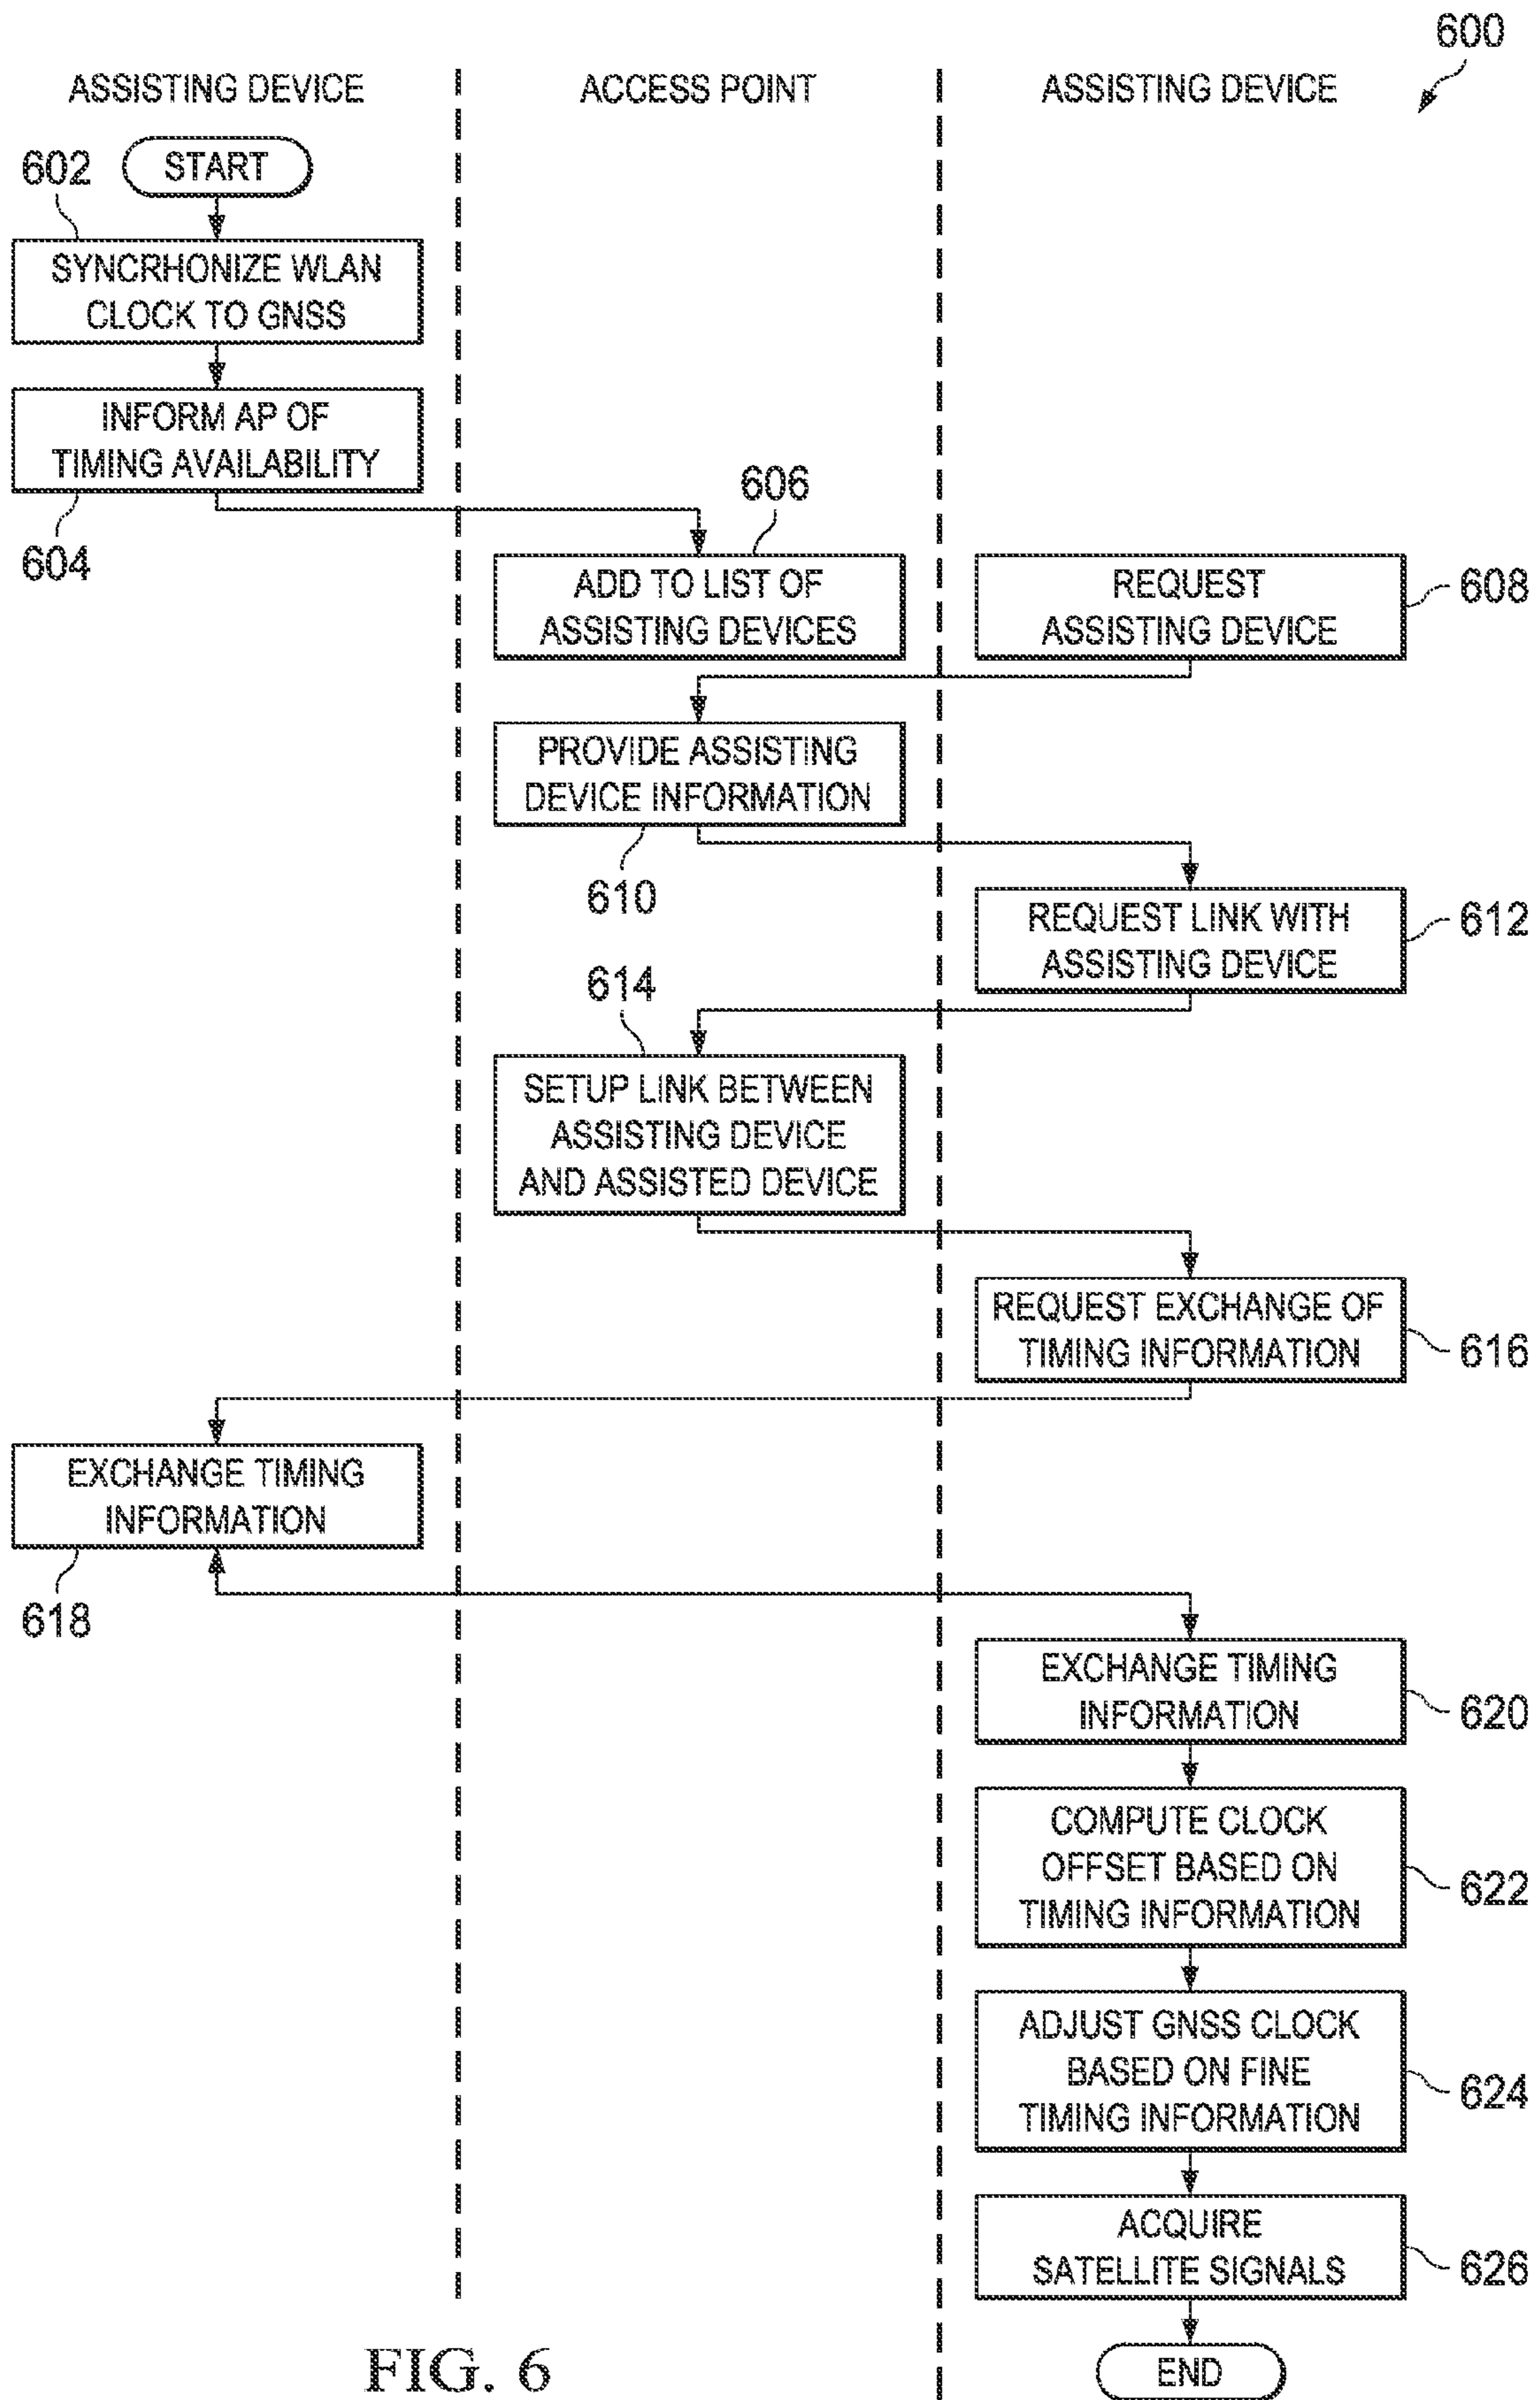 600
ASSISTING DEVICE
ACCESS POINT
ASSISTING DEVICE
START
602
SYNCRHONIZE WLAN
CLOCK TO GNSS
INFORM AP OF
TIMING AVAILABILITY
604
606
ADD TO LIST OF
ASSISTING DEVICES
REQUEST
ASSISTING DEVICE
608
PROVIDE ASSISTING
DEVICE INFORMATION
610
REQUEST LINK WITH
ASSISTING DEVICE
612
614
SETUP LINK BETWEEN
ASSISTING DEVICE
AND ASSISTED DEVICE
REQUEST EXCHANGE OF
TIMING INFORMATION
616
EXCHANGE TIMING
INFORMATION
618
EXCHANGE TIMING
INFORMATION
620
COMPUTE CLOCK
OFFSET BASED ON
TIMING INFORMATION
622
ADJUST GNSS CLOCK
BASED ON FINE
TIMING INFORMATION
624
ACQUIRE
SATELLITE SIGNALS
626
END
FIG. 6